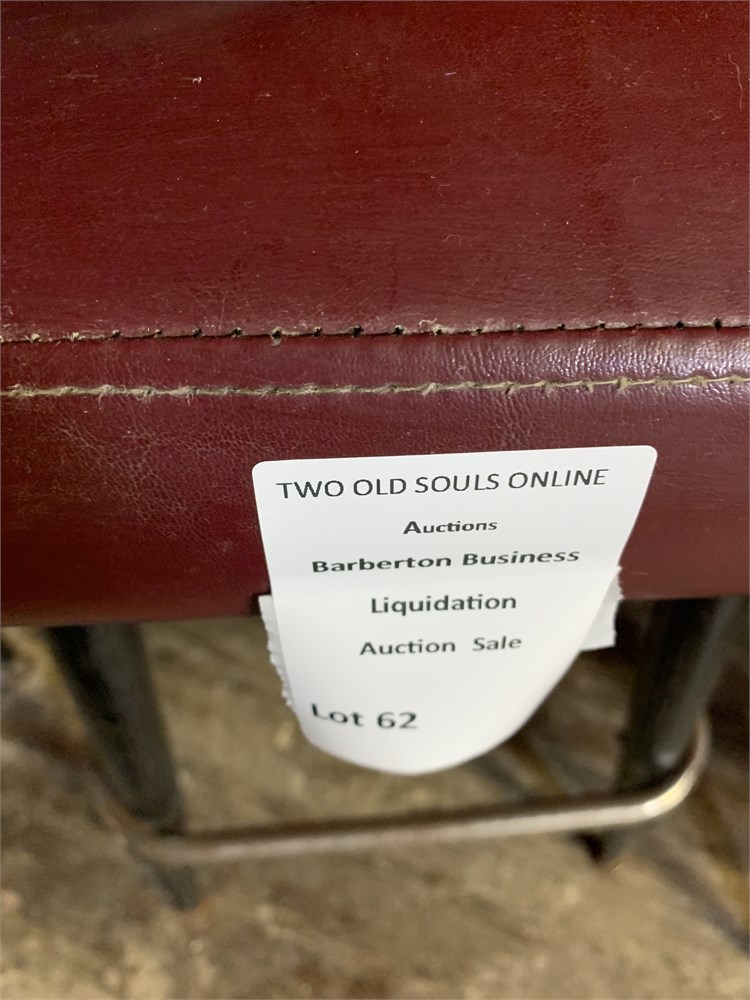 TWO OLD SOULS ONLINE
Auctions
Barberton Business
Liquidation
Auction Sale
Lot 62